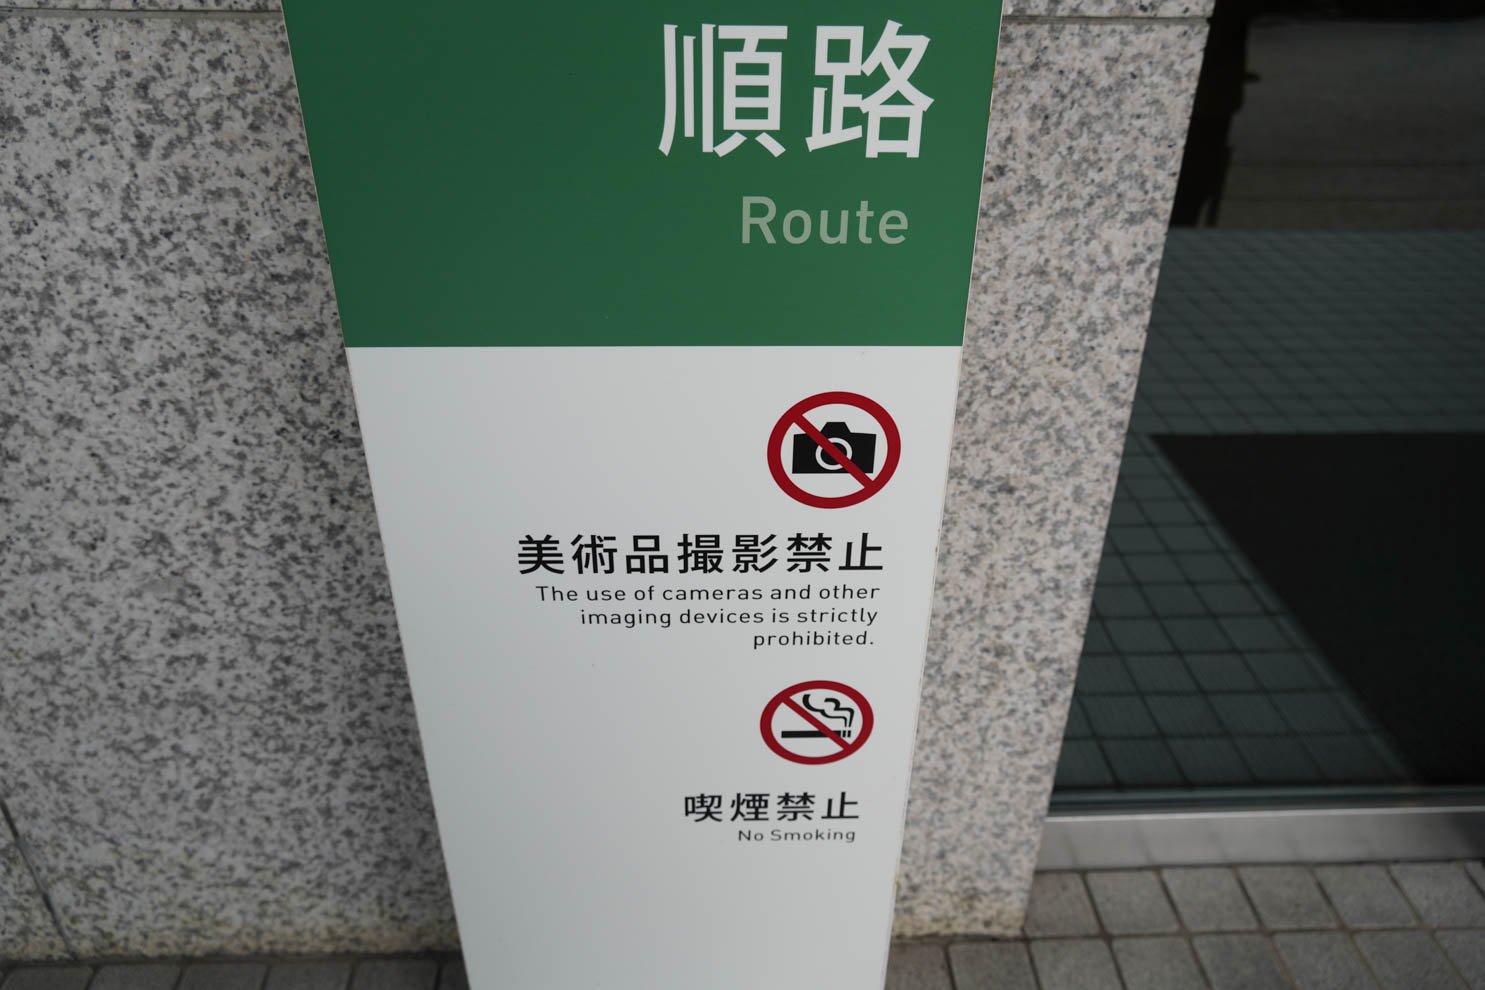 順路
Route
美術品撮影禁止
The use of cameras and other
imaging devices is strictly
prohibited.
喫煙禁止
No Smoking